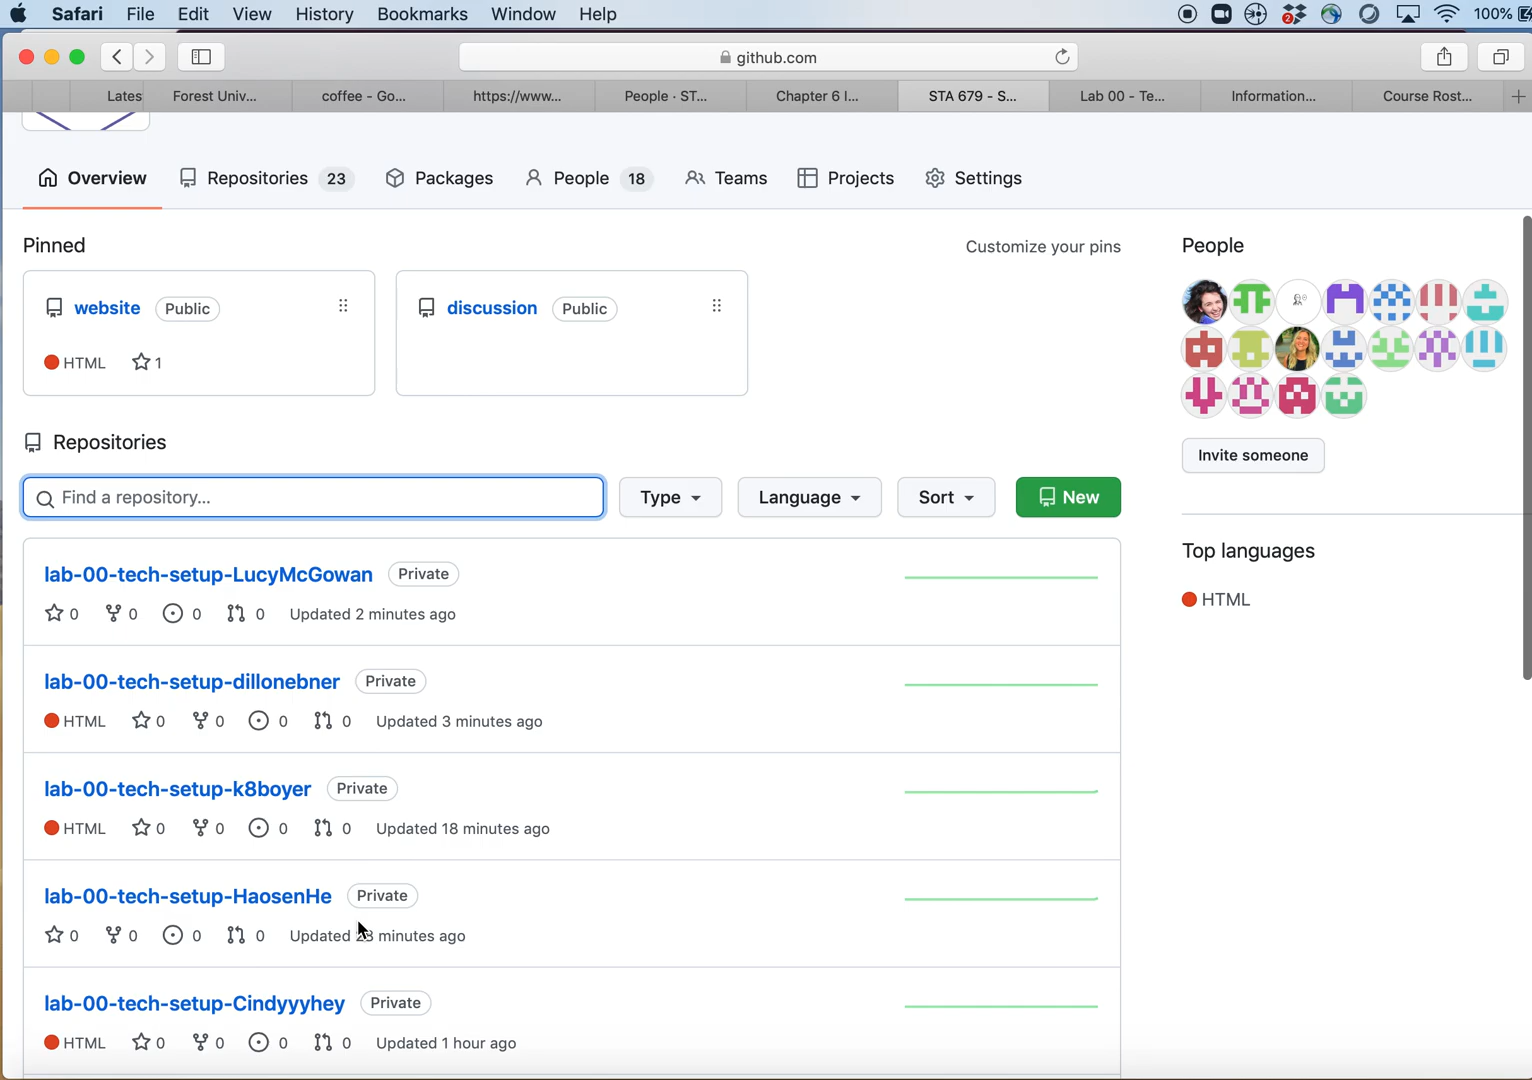 Safari File Edit View History Bookmarks Window Help 2 100%
github.com
Lates Forest Univ... coffee - Go... https://www... People · ST... Chapter 6 I... STA 679 - S... Lab 00 - Te... Information... Course Rost...
Overview Repositories 23 Packages People 18 Teams Projects Settings
Pinned Customize your pins People
website Public discussion Public
HTML 1
Repositories
Invite someone
Find a repository... Type Language Sort New
Top languages
HTML
lab-00-tech-setup-LucyMcGowan Private
0 0 0 0 Updated 2 minutes ago
lab-00-tech-setup-dillonebner Private
HTML 0 0 0 0 Updated 3 minutes ago
lab-00-tech-setup-k8boyer Private
HTML 0 0 0 0 Updated 18 minutes ago
lab-00-tech-setup-HaosenHe Private
0 0 0 0 Updated minutes ago
lab-00-tech-setup-Cindyyyhey Private
HTML 0 0 0 0 Updated 1 hour ago